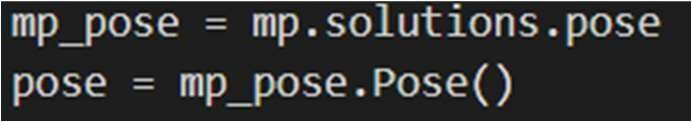 mp_pose = mp.solutions.pose
pose = mp_pose.Pose()